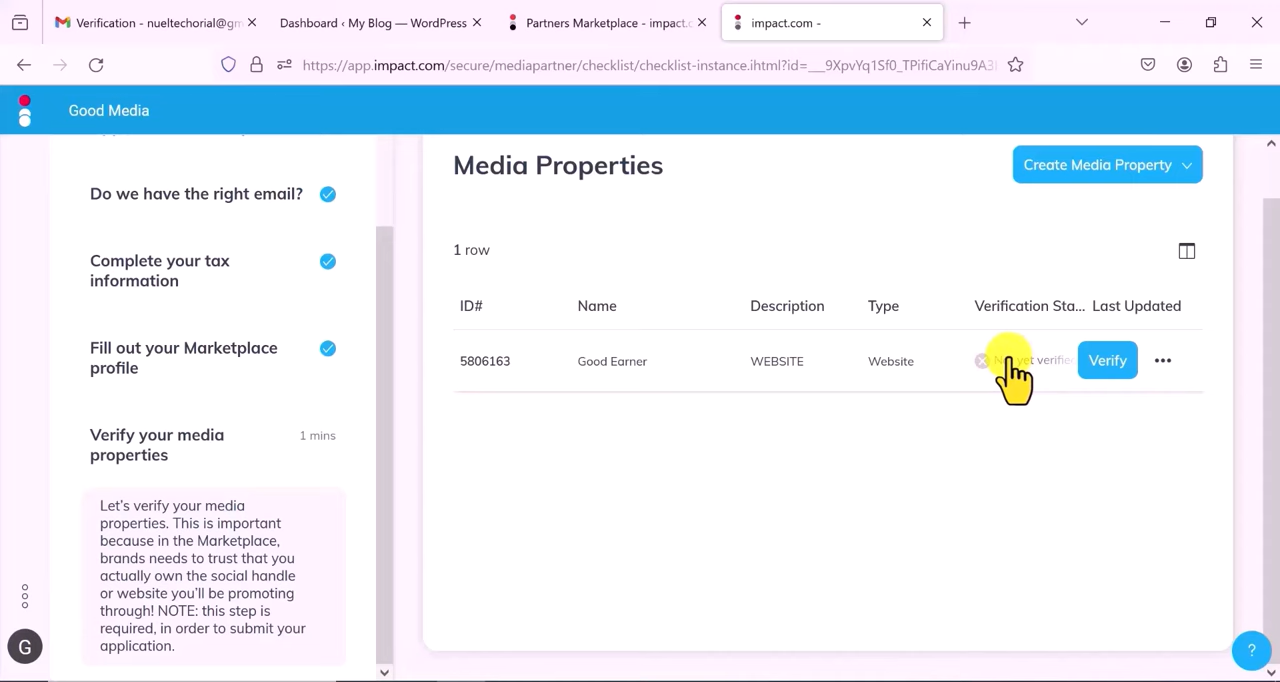 Verification - nueltechorial@gm
Dashboard ‹ My Blog — WordPress
Partners Marketplace - impact.c
impact.com -
https://app.impact.com/secure/mediapartner/checklist/checklist-instance.ihtml?id=___9XpvYq1Sf0_TPifiCaYinu9A3
Good Media
Media Properties
Create Media Property
Do we have the right email?
1 row
Complete your tax
information
ID#
Name
Description
Type
Verification Sta...
Last Updated
Fill out your Marketplace
profile
5806163
Good Earner
WEBSITE
Website
yet verified
Verify
Verify your media
properties
1 mins
Let's verify your media
properties. This is important
because in the Marketplace,
brands needs to trust that you
actually own the social handle
or website you'll be promoting
through! NOTE: this step is
required, in order to submit your
application.
G
?